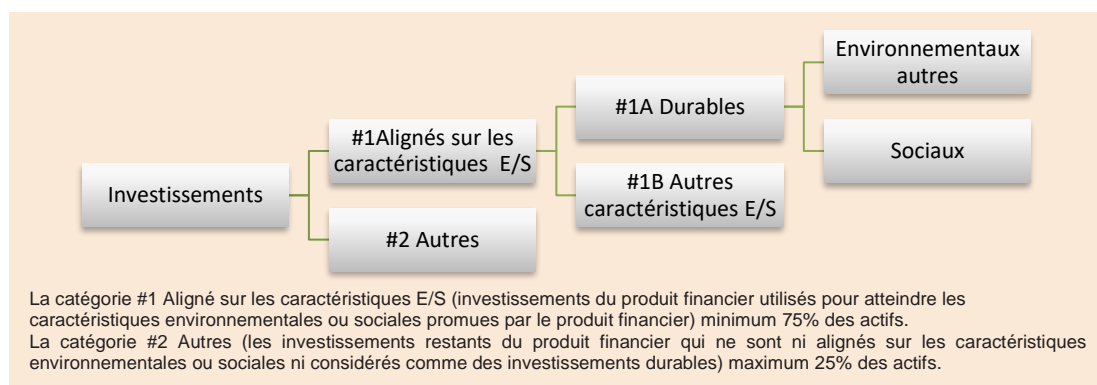 Environnementaux
autres
#1A Durables
#1Alignés sur les
caractéristiques E/S
Sociaux
Investissements
#1B Autres
caractéristiques E/S
#2 Autres
La catégorie #1 Aligné sur les caractéristiques E/S (investissements du produit financier utilisés pour atteindre les
caractéristiques environnementales ou sociales promues par le produit financier) minimum 75% des actifs.
La catégorie #2 Autres (les investissements restants du produit financier qui ne sont ni alignés sur les caractéristiques
environnementales ou sociales ni considérés comme des investissements durables) maximum 25% des actifs.